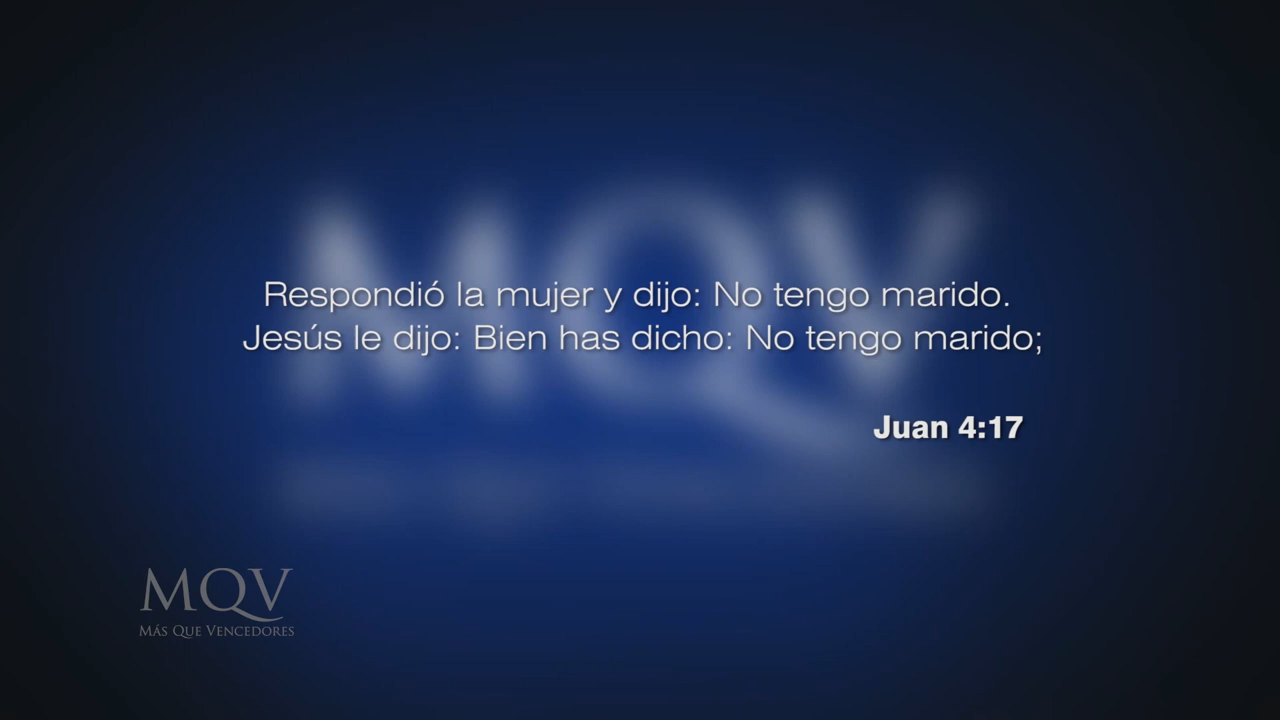 Respondió la mujer y dijo: No tengo marido.
Jesús le dijo: Bien has dicho: No tengo marido;
Juan 4:17
MQV
MÁS QUE VENCEDORES